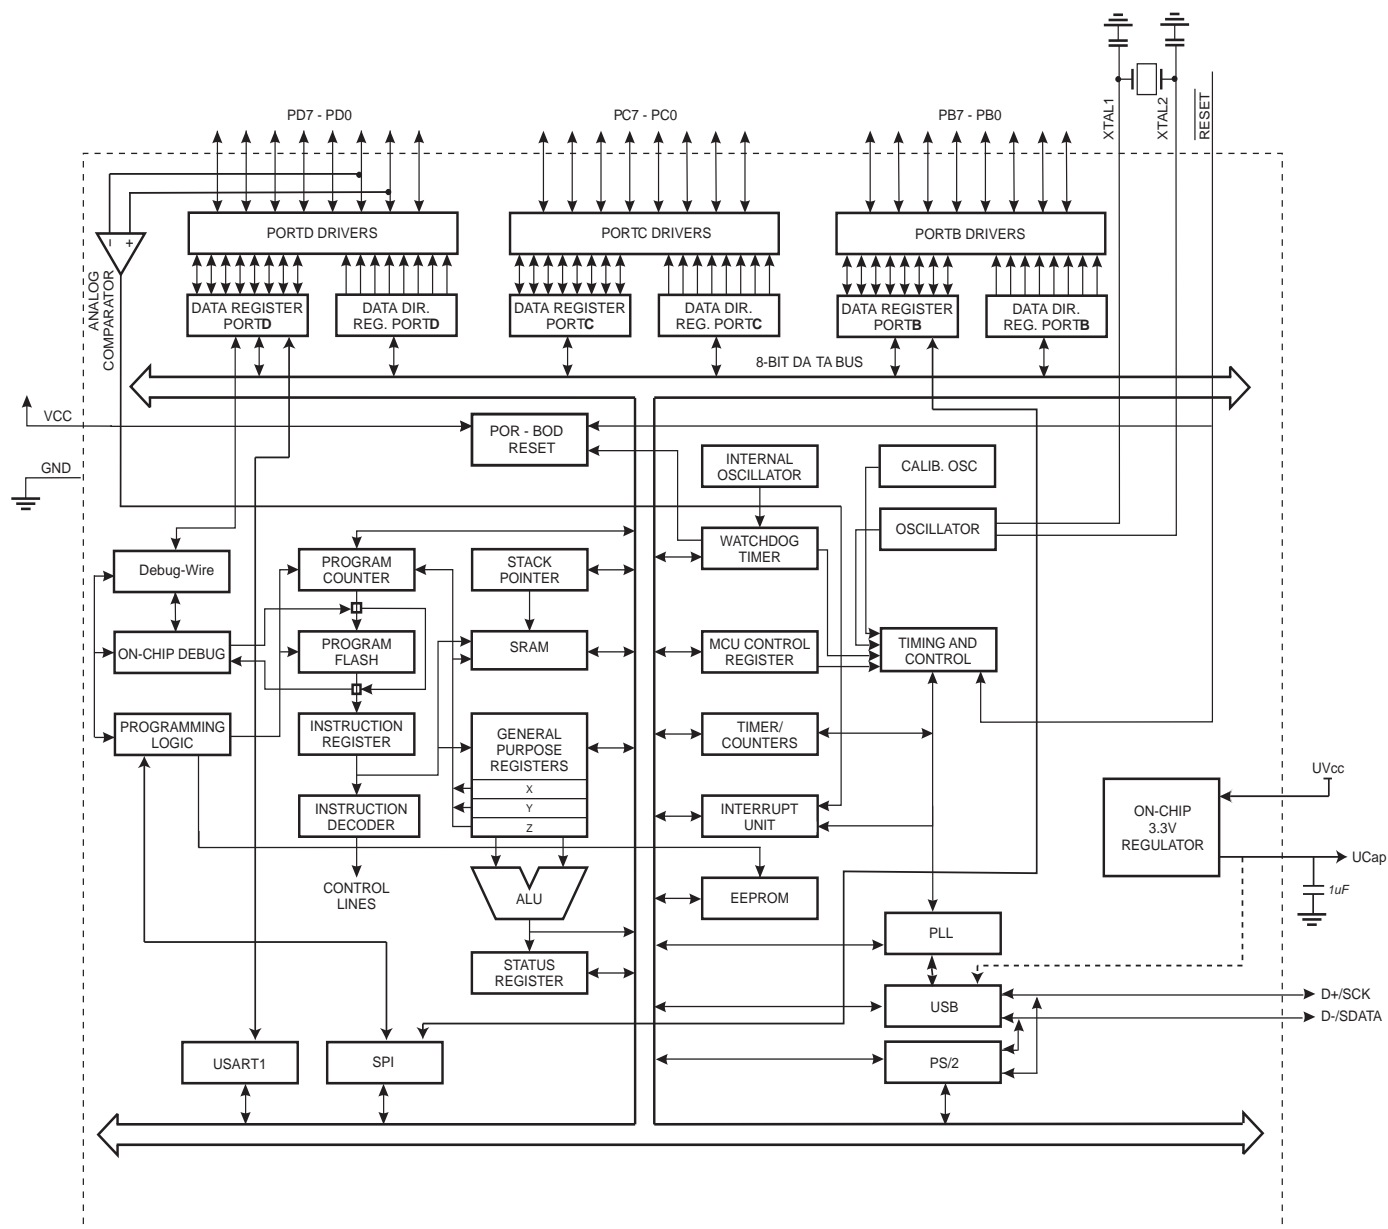 XTAL1
XTAL2
RESET
PD7 - PD0
PC7 - PC0
PB7 - PB0
PORTD DRIVERS
PORTC DRIVERS
PORTB DRIVERS
-
+
ANALOG
COMPARATOR
DATA REGISTER
PORTD
DATA DIR.
REG. PORTD
DATA REGISTER
PORTC
DATA DIR.
REG. PORTC
DATA REGISTER
PORTB
DATA DIR.
REG. PORTB
8-BIT DA TA BUS
VCC
GND
POR - BOD
RESET
INTERNAL
OSCILLATOR
CALIB. OSC
OSCILLATOR
WATCHDOG
TIMER
Debug-Wire
PROGRAM
COUNTER
STACK
POINTER
ON-CHIP DEBUG
PROGRAM
FLASH
SRAM
MCU CONTROL
REGISTER
TIMING AND
CONTROL
PROGRAMMING
LOGIC
INSTRUCTION
REGISTER
GENERAL
PURPOSE
REGISTERS
X
Y
Z
TIMER/
COUNTERS
INSTRUCTION
DECODER
INTERRUPT
UNIT
UVcc
ON-CHIP
3.3V
REGULATOR
UCap
1uF
CONTROL
LINES
ALU
EEPROM
PLL
STATUS
REGISTER
USB
D+/SCK
D-/SDATA
USART1
SPI
PS/2